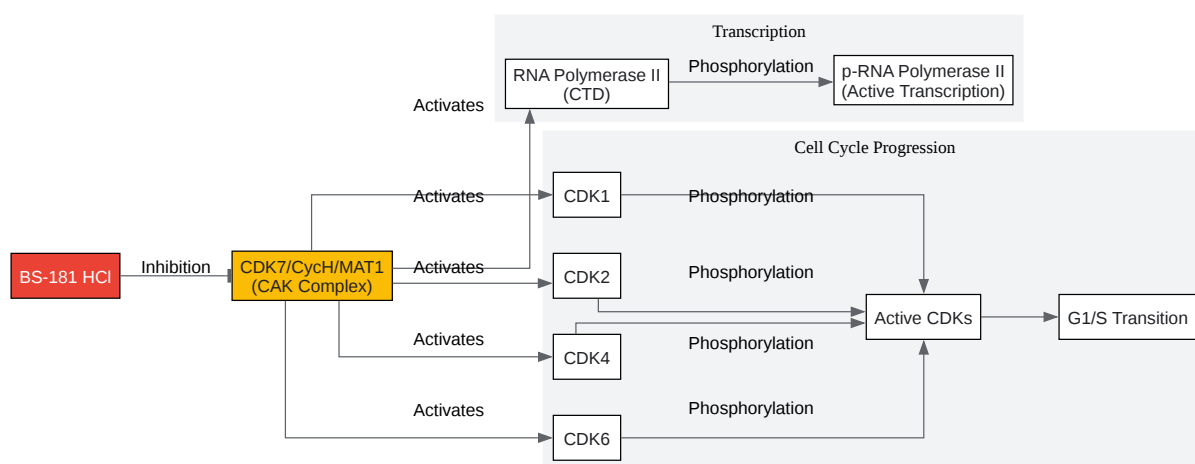 Transcription
RNA Polymerase II
(CTD)
Phosphorylation
p-RNA Polymerase II
(Active Transcription)
Activates
Cell Cycle Progression
Activates
CDK1
Phosphorylation
BS-181 HCl
Inhibition
CDK7/CycH/MAT1
(CAK Complex)
Activates
CDK2
Phosphorylation
Activates
CDK4
Phosphorylation
Active CDKs
G1/S Transition
Activates
CDK6
Phosphorylation